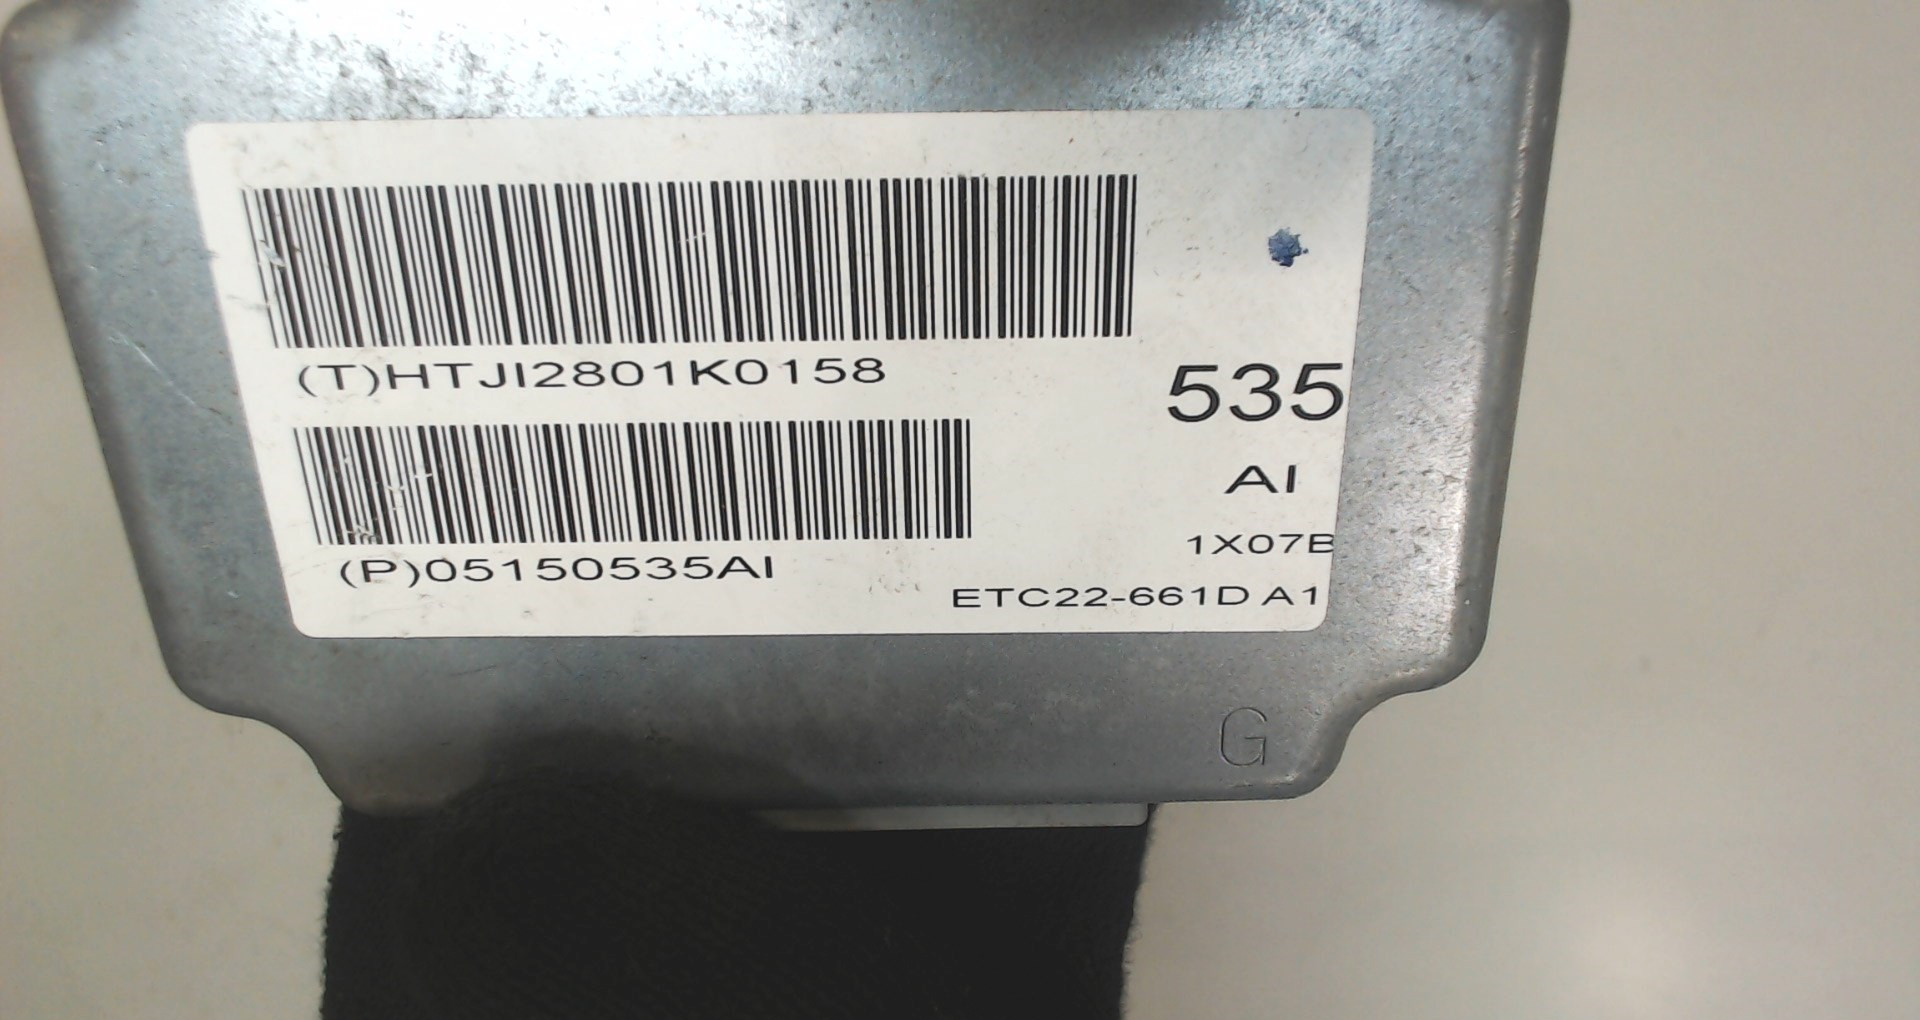 (T)HTJI2801K0158
535
AI
(P)05150535AI
1X07B
ETC22-661D A1
G